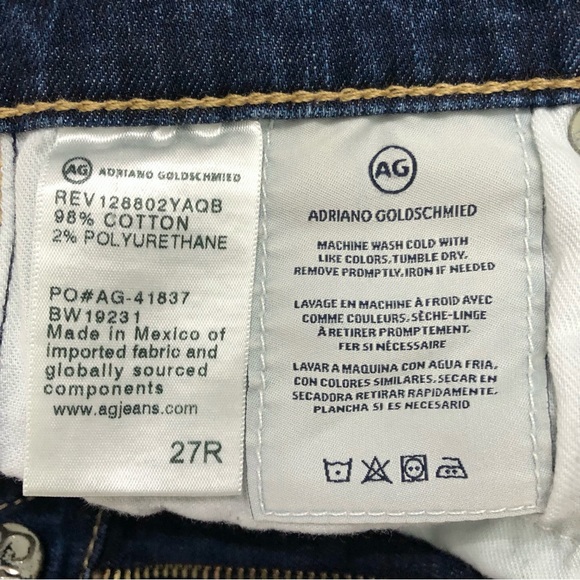 AG ADRIANO GOLDSCHMIED
REV128802YAQB
98% COTTON
2% POLYURETHANE
PO#AG-41837
BW19231
Made in Mexico of
imported fabric and
globally sourced
components
www.agjeans.com
27R
AG
ADRIANO GOLDSCHMIED
MACHINE WASH COLD WITH
LIKE COLORS, TUMBLE DRY.
REMOVE PROMPTLY, IRON IF NEEDED
LAVAGE EN MACHINE À FROID AVEC
COMME COULEURS. SÈCHE-LINGE
À RETIRER PROMPTEMENT.
FER SI NÉCESSAIRE
LAVAR A MAQUINA CON AGUA FRIA,
CON COLORES SIMILARES. SECAR EN
SECADORA RETIRAR RAPIDAMENTE.
PLANCHA SI ES NECESARIO